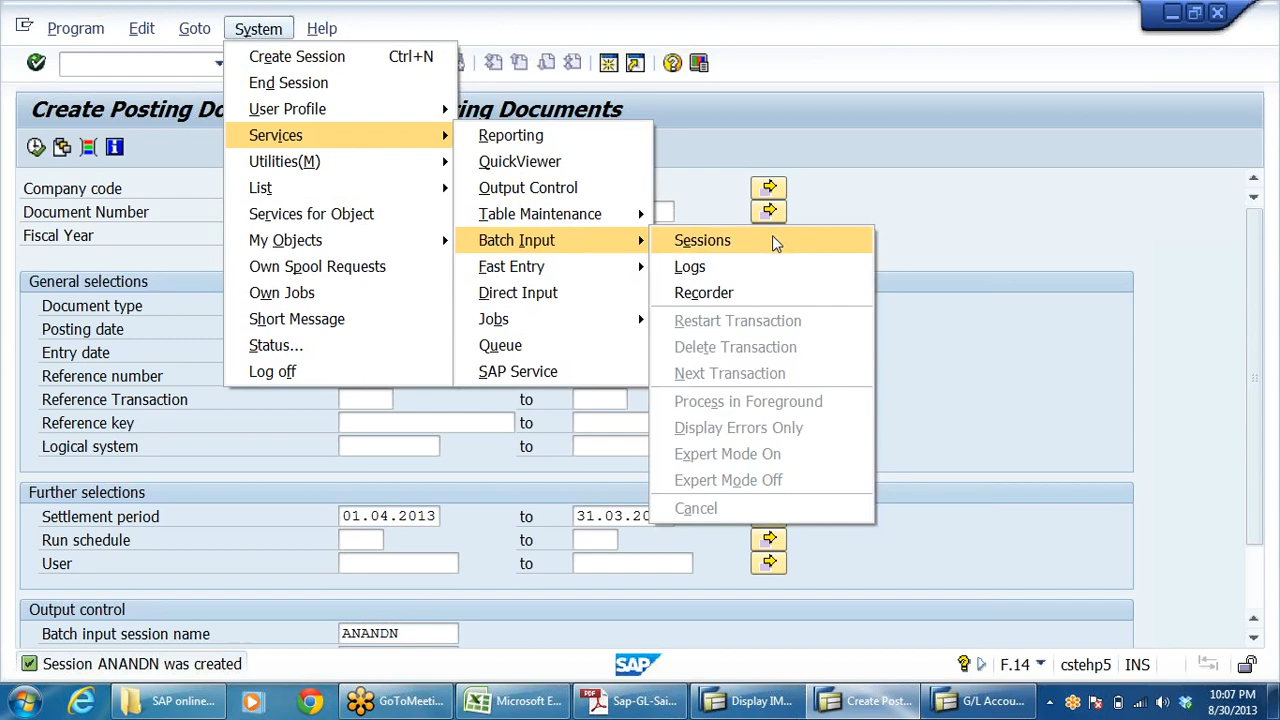 Program Edit Goto System Help
Create Session Ctrl+N
End Session
User Profile
Services
Utilities(M)
List
Services for Object
My Objects
Own Spool Requests
Own Jobs
Short Message
Status...
Log off
Reporting
QuickViewer
Output Control
Table Maintenance
Batch Input
Fast Entry
Direct Input
Jobs
Queue
SAP Service
Sessions
Logs
Recorder
Restart Transaction
Delete Transaction
Next Transaction
Process in Foreground
Display Errors Only
Expert Mode On
Expert Mode Off
Cancel
Create Posting Documents
Company code
Document Number
Fiscal Year
General selections
Document type
Posting date
Entry date
Reference number
Reference Transaction to
Reference key to
Logical system to
Further selections
Settlement period 01.04.2013 to 31.03.20
Run schedule to
User to
Output control
Batch input session name ANANDN
Session ANANDN was created SAP F.14 cstehp5 INS
SAP online... GoToMeeti... Microsoft E... Sap-GL-Sai... Display IM... Create Post... G/L Accou... 10:07 PM
8/30/2013